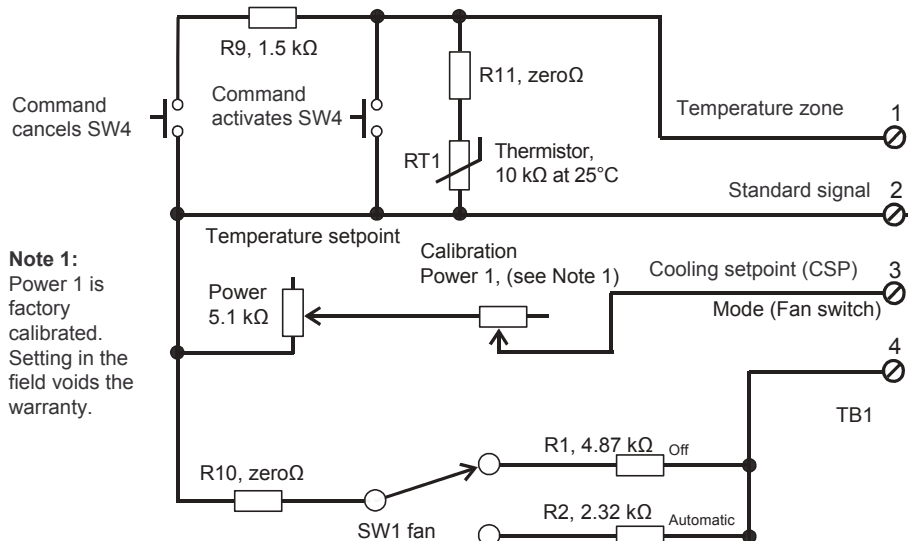 R9, 1.5 kΩ
Command
cancels SW4
Command
activates SW4
R11, zeroΩ
RT1
Thermistor,
10 kΩ at 25°C
Temperature zone
1
Standard signal
2
Temperature setpoint
Note 1:
Power 1 is
factory
calibrated.
Setting in the
field voids the
warranty.
Power
5.1 kΩ
Calibration
Power 1, (see Note 1)
Cooling setpoint (CSP)
3
Mode (Fan switch)
4
TB1
R10, zeroΩ
SW1 fan
R1, 4.87 kΩ
Off
R2, 2.32 kΩ
Automatic